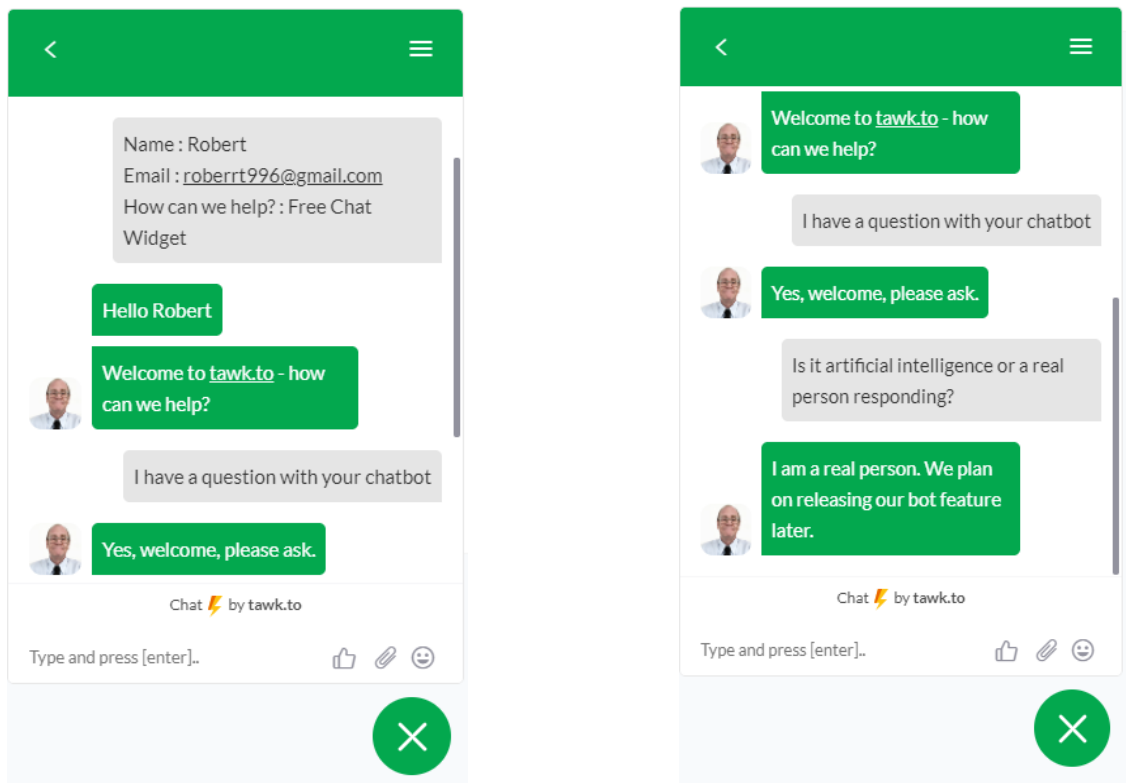 Name : Robert
Email : roberrt996@gmail.com
How can we help? : Free Chat
Widget
Hello Robert
Welcome to tawk.to - how
can we help?
I have a question with your chatbot
Yes, welcome, please ask.
Chat by tawk.to
Type and press [enter]..
Welcome to tawk.to - how
can we help?
I have a question with your chatbot
Yes, welcome, please ask.
Is it artificial intelligence or a real
person responding?
I am a real person. We plan
on releasing our bot feature
later.
Chat by tawk.to
Type and press [enter]..